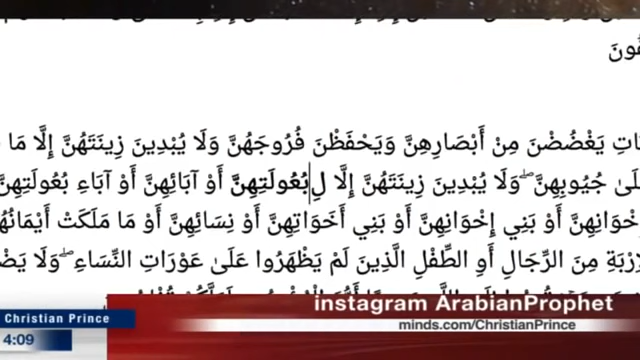 قُونَ
اتِ يَغْضُضْنَ مِنْ أَبْصَارِهِنَّ وَيَحْفَظْنَ فُرُوجَهُنَّ وَلَا يُبْدِينَ زِينَتَهُنَّ إِلَّا مَا
لَىٰ جُيُوبِهِنَّ ۖ وَلَا يُبْدِينَ زِينَتَهُنَّ إِلَّا لِبُعُولَتِهِنَّ أَوْ آبَائِهِنَّ أَوْ آبَاءِ بُعُولَتِهِنَّ
إِخْوَانِهِنَّ أَوْ بَنِي إِخْوَانِهِنَّ أَوْ بَنِي أَخَوَاتِهِنَّ أَوْ نِسَائِهِنَّ أَوْ مَا مَلَكَتْ أَيْمَانُهُ
لْإِرْبَةِ مِنَ الرِّجَالِ أَوِ الطِّفْلِ الَّذِينَ لَمْ يَظْهَرُوا عَلَىٰ عَوْرَاتِ النِّسَاءِ ۖ وَلَا يَضْ
instagram ArabianProphet
Christian Prince
minds.com/ChristianPrince
4:09